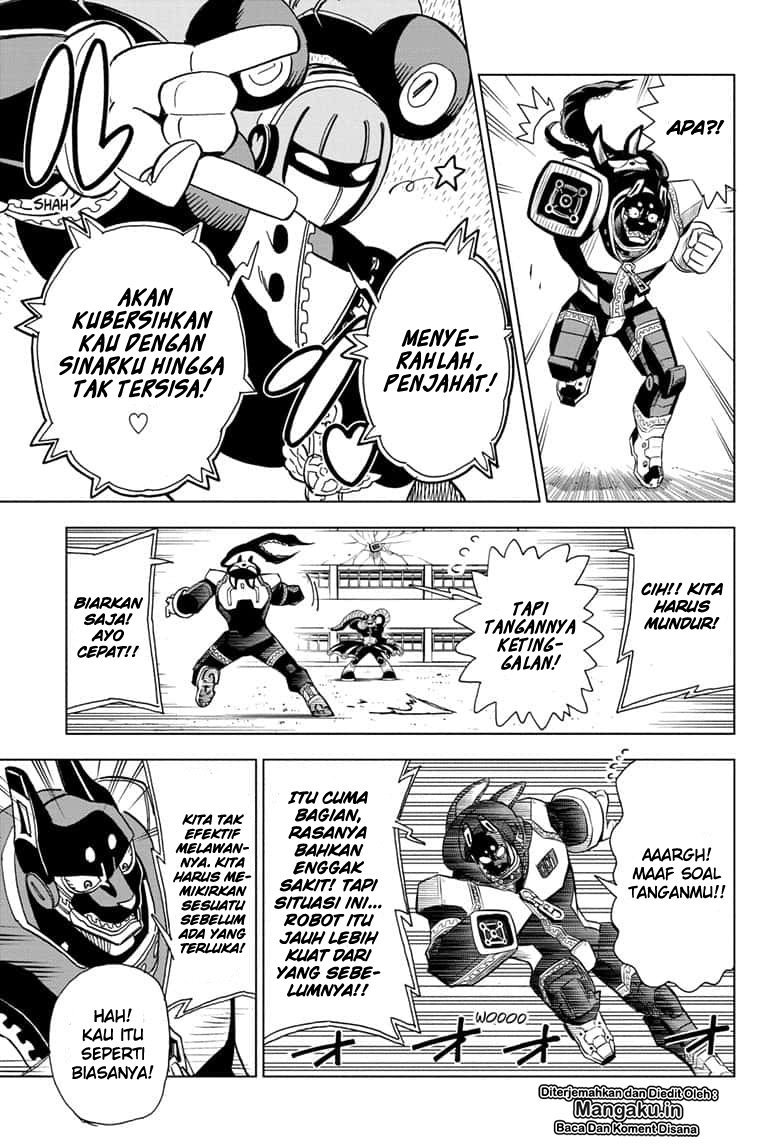 APA?!
MENYE-
RAHLAH,
PENJAHAT!
AKAN
KUBERSIHKAN
KAU DENGAN
SINARKU HINGGA
TAK TERSISA!
♡
SHAH
CIH!! KITA
HARUS
MUNDUR!
TAPI
TANGANNYA
KETING-
GALAN!
BIARKAN
SAJA!
AYO
CEPAT!!
AAARGH!
MAAF SOAL
TANGANMU!!
ITU CUMA
BAGIAN,
RASANYA
BAHKAN
ENGGAK
SAKIT! TAPI
SITUASI INI...
ROBOT ITU
JAUH LEBIH
KUAT DARI
YANG SEBE-
LUMNYA!!
WOOOO
KITA TAK
EFEKTIF
MELAWAN-
NYA. KITA
HARUS ME-
MIKIRKAN
SESUATU
SEBELUM
ADA YANG
TERLUKA!
HAH!
KAU ITU
SEPERTI
BIASANYA!
Diterjemahkan dan Diedit Oleh :
Mangaku.in
Baca Dan Koment Disana